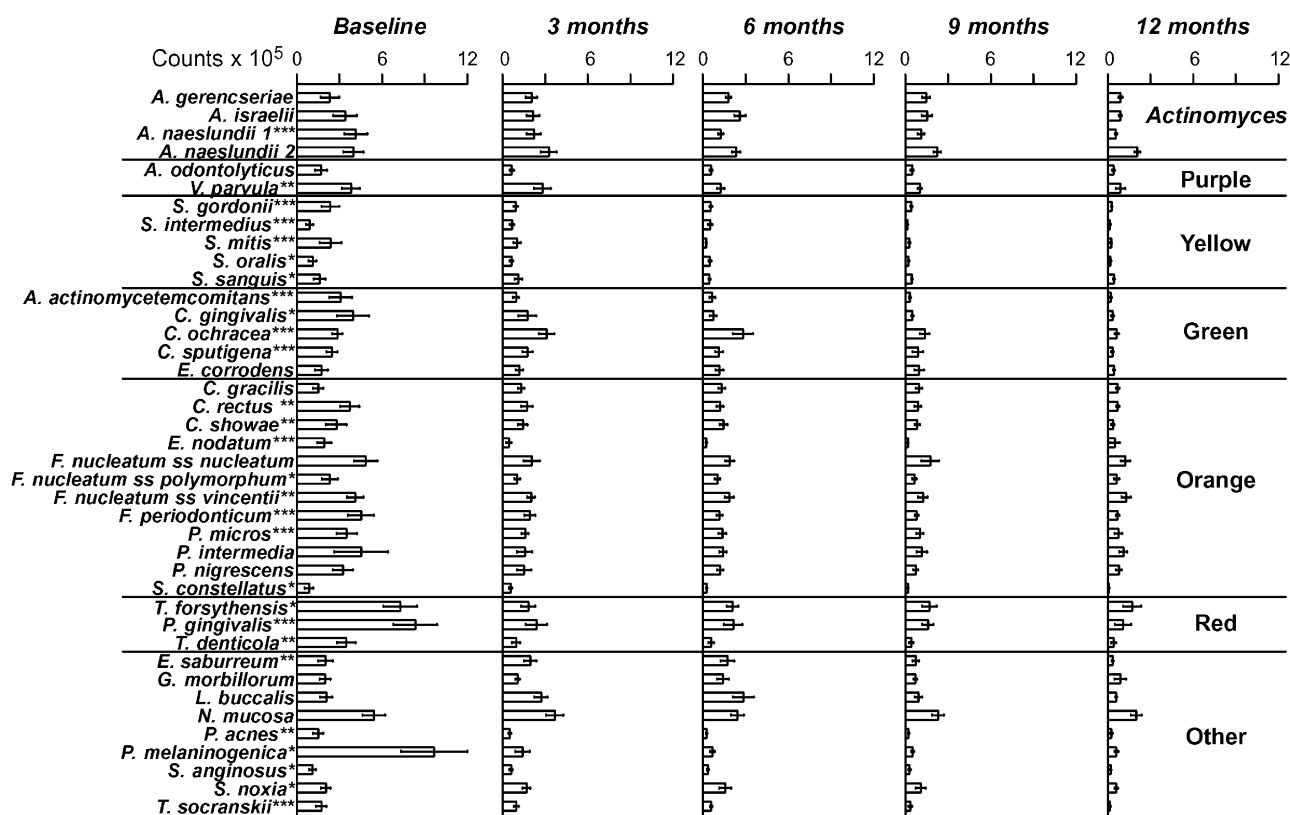 Baseline 3 months 6 months 9 months 12 months
Counts x 10⁵ 0 6 12 0 6 12 0 6 12 0 6 12 0 6 12
A. gerencseriae
A. israelii Actinomyces
A. naeslundii 1***
A. naeslundii 2
A. odontolyticus
Purple
V. parvula**
S. gordonii***
S. intermedius***
S. mitis*** Yellow
S. oralis*
S. sanguis*
A. actinomycetemcomitans***
C. gingivalis*
C. ochracea*** Green
C. sputigena***
E. corrodens
C. gracilis
C. rectus **
C. showae**
E. nodatum***
F. nucleatum ss nucleatum
F. nucleatum ss polymorphum* Orange
F. nucleatum ss vincentii**
F. periodonticum***
P. micros***
P. intermedia
P. nigrescens
S. constellatus*
T. forsythensis*
P. gingivalis*** Red
T. denticola**
E. saburreum**
G. morbillorum
L. buccalis
N. mucosa
P. acnes** Other
P. melaninogenica*
S. anginosus*
S. noxia*
T. socranskii***